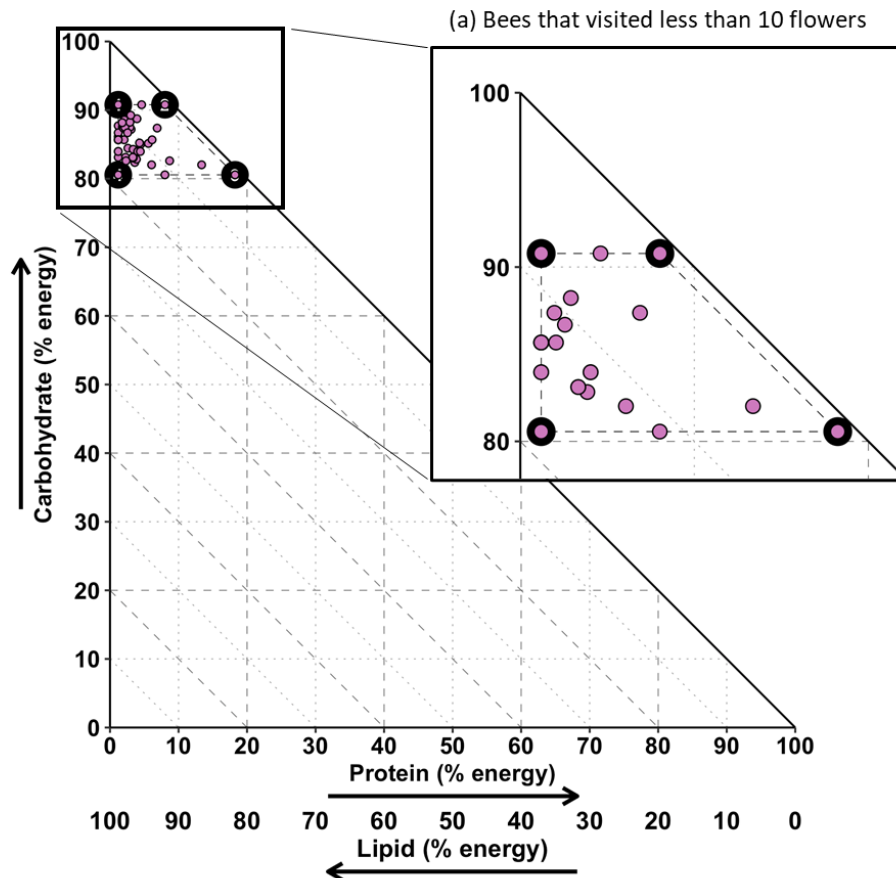 (a) Bees that visited less than 10 flowers
100
90
80
70
60
50
40
30
20
10
0
Carbohydrate (% energy)
100
90
80
0 10 20 30 40 50 60 70 80 90 100
Protein (% energy)
100 90 80 70 60 50 40 30 20 10 0
Lipid (% energy)